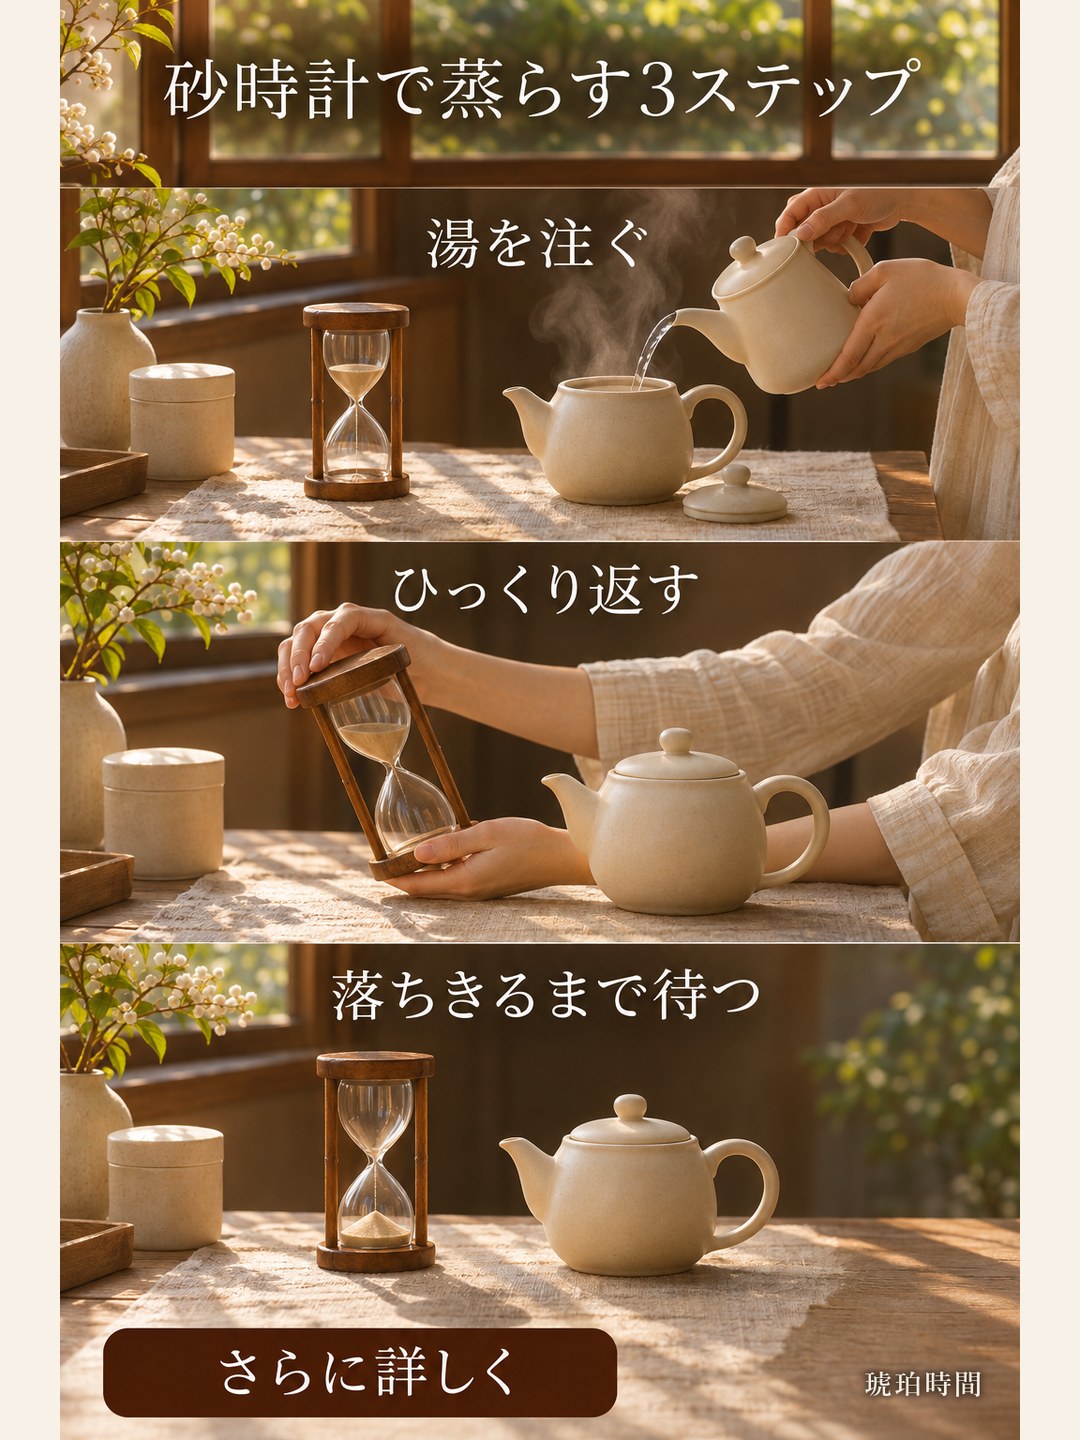 砂時計で蒸らす3ステップ
湯を注ぐ
ひっくり返す
落ちきるまで待つ
さらに詳しく
琥珀時間